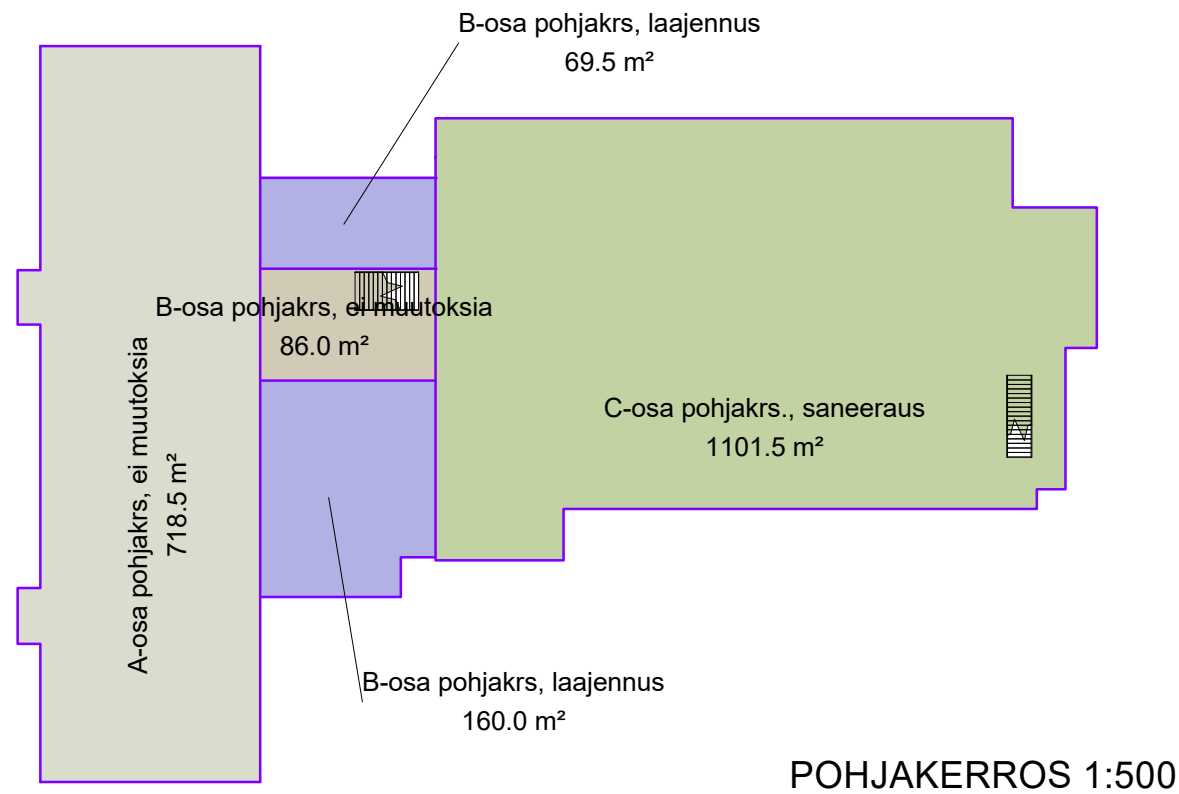 B-osa pohjakrs, laajennus
69.5 m²
B-osa pohjakrs, ei muutoksia
86.0 m²
A-osa pohjakrs, ei muutoksia
718.5 m²
C-osa pohjakrs., saneeraus
1101.5 m²
B-osa pohjakrs, laajennus
160.0 m²
POHJAKERROS 1:500